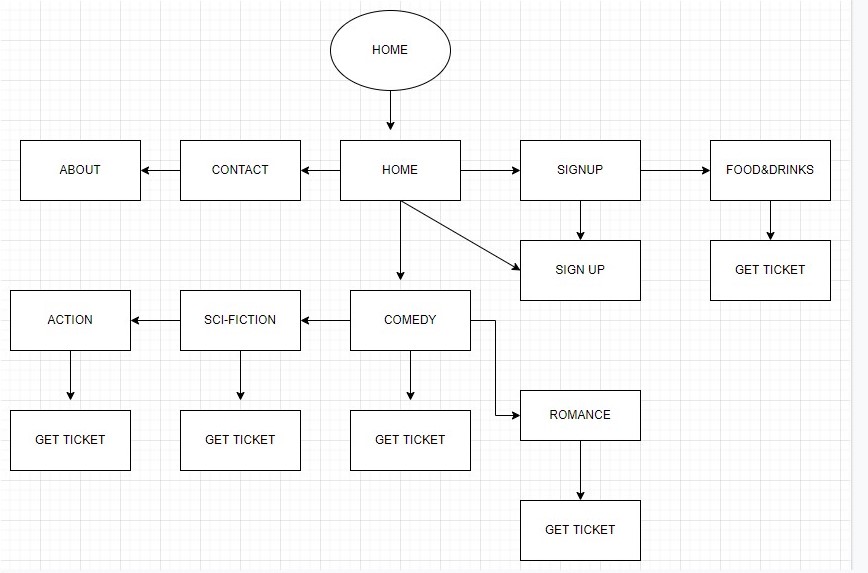 HOME
ABOUT
CONTACT
HOME
SIGNUP
FOOD&DRINKS
SIGN UP
GET TICKET
ACTION
SCI-FICTION
COMEDY
ROMANCE
GET TICKET
GET TICKET
GET TICKET
GET TICKET